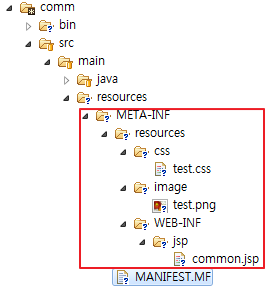 comm
bin
src
main
java
resources
META-INF
resources
css
test.css
image
test.png
WEB-INF
jsp
common.jsp
MANIFEST.MF